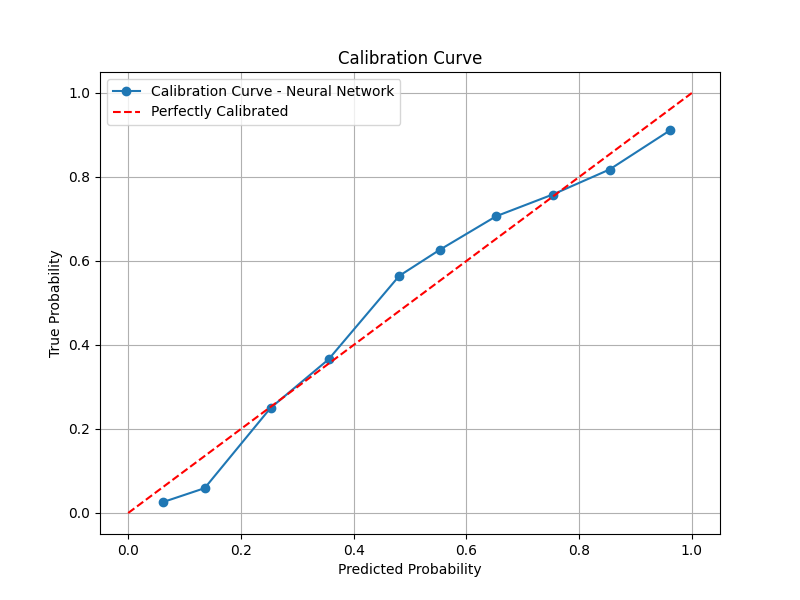 Calibration Curve
Calibration Curve - Neural Network
Perfectly Calibrated
True Probability
1.0
0.8
0.6
0.4
0.2
0.0
0.0 0.2 0.4 0.6 0.8 1.0
Predicted Probability